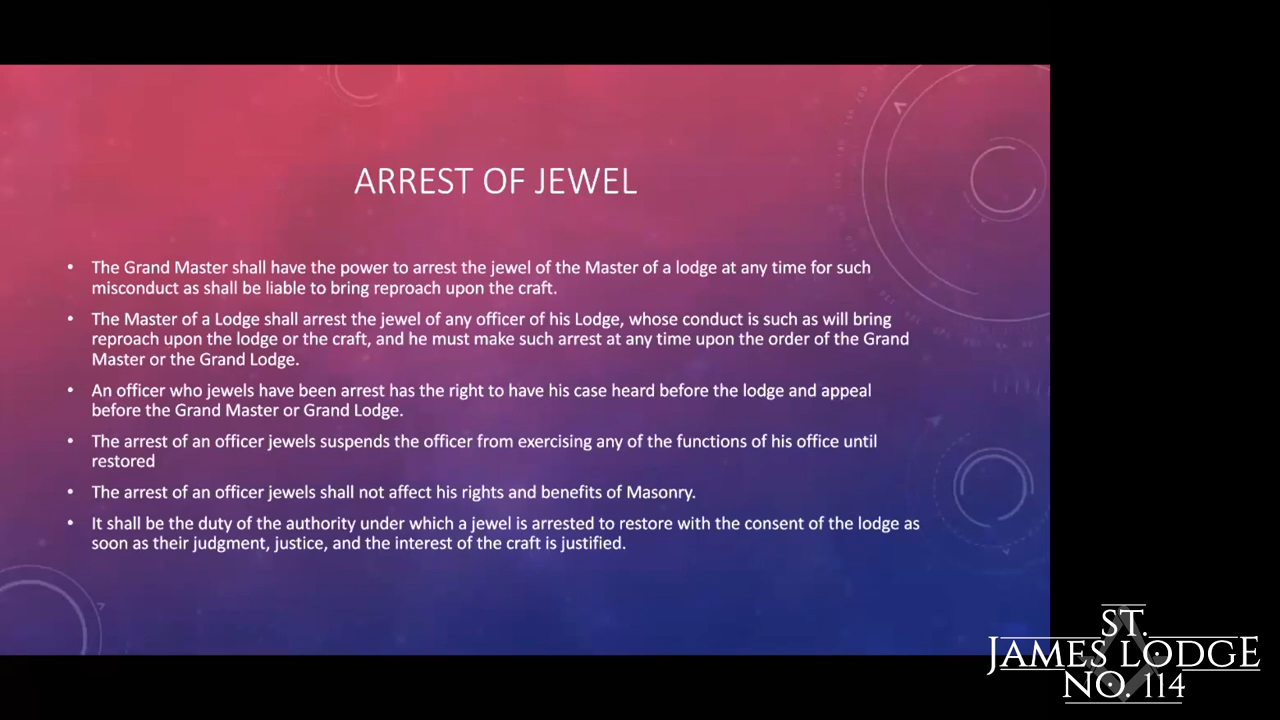 ARREST OF JEWEL
• The Grand Master shall have the power to arrest the jewel of the Master of a lodge at any time for such
misconduct as shall be liable to bring reproach upon the craft.
• The Master of a Lodge shall arrest the jewel of any officer of his Lodge, whose conduct is such as will bring
reproach upon the lodge or the craft, and he must make such arrest at any time upon the order of the Grand
Master or the Grand Lodge.
• An officer who jewels have been arrest has the right to have his case heard before the lodge and appeal
before the Grand Master or Grand Lodge.
• The arrest of an officer jewels suspends the officer from exercising any of the functions of his office until
restored
• The arrest of an officer jewels shall not affect his rights and benefits of Masonry.
• It shall be the duty of the authority under which a jewel is arrested to restore with the consent of the lodge as
soon as their judgment, justice, and the interest of the craft is justified.
ST.
JAMES LODGE
NO. 114